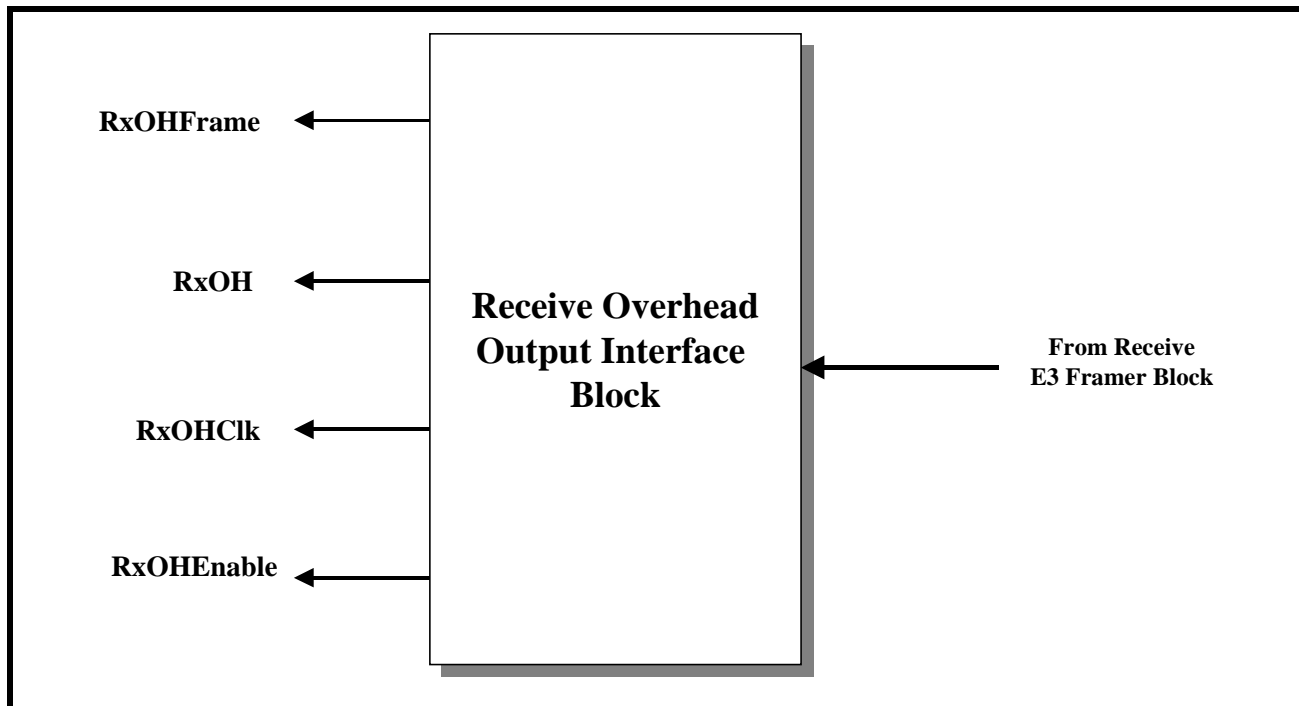 RxOHFrame
RxOH
RxOHClk
RxOHEnable
Receive Overhead
Output Interface
Block
From Receive
E3 Framer Block